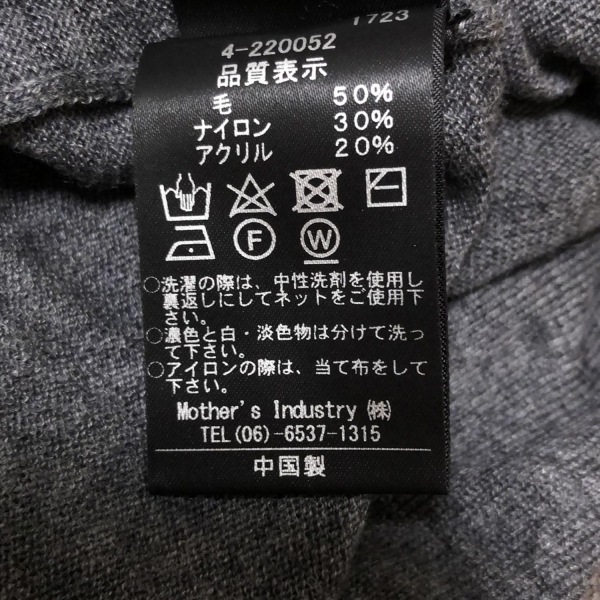 1723
4-220052
品質表示
毛 50%
ナイロン 30%
アクリル 20%
F W
○洗濯の際は、中性洗剤を使用し
裏返しにしてネットをご使用下
さい。
○濃色と白・淡色物は分けて洗っ
て下さい。
○アイロンの際は、当て布をして
下さい。
Mother's Industry ㈱
TEL(06)-6537-1315
中国製